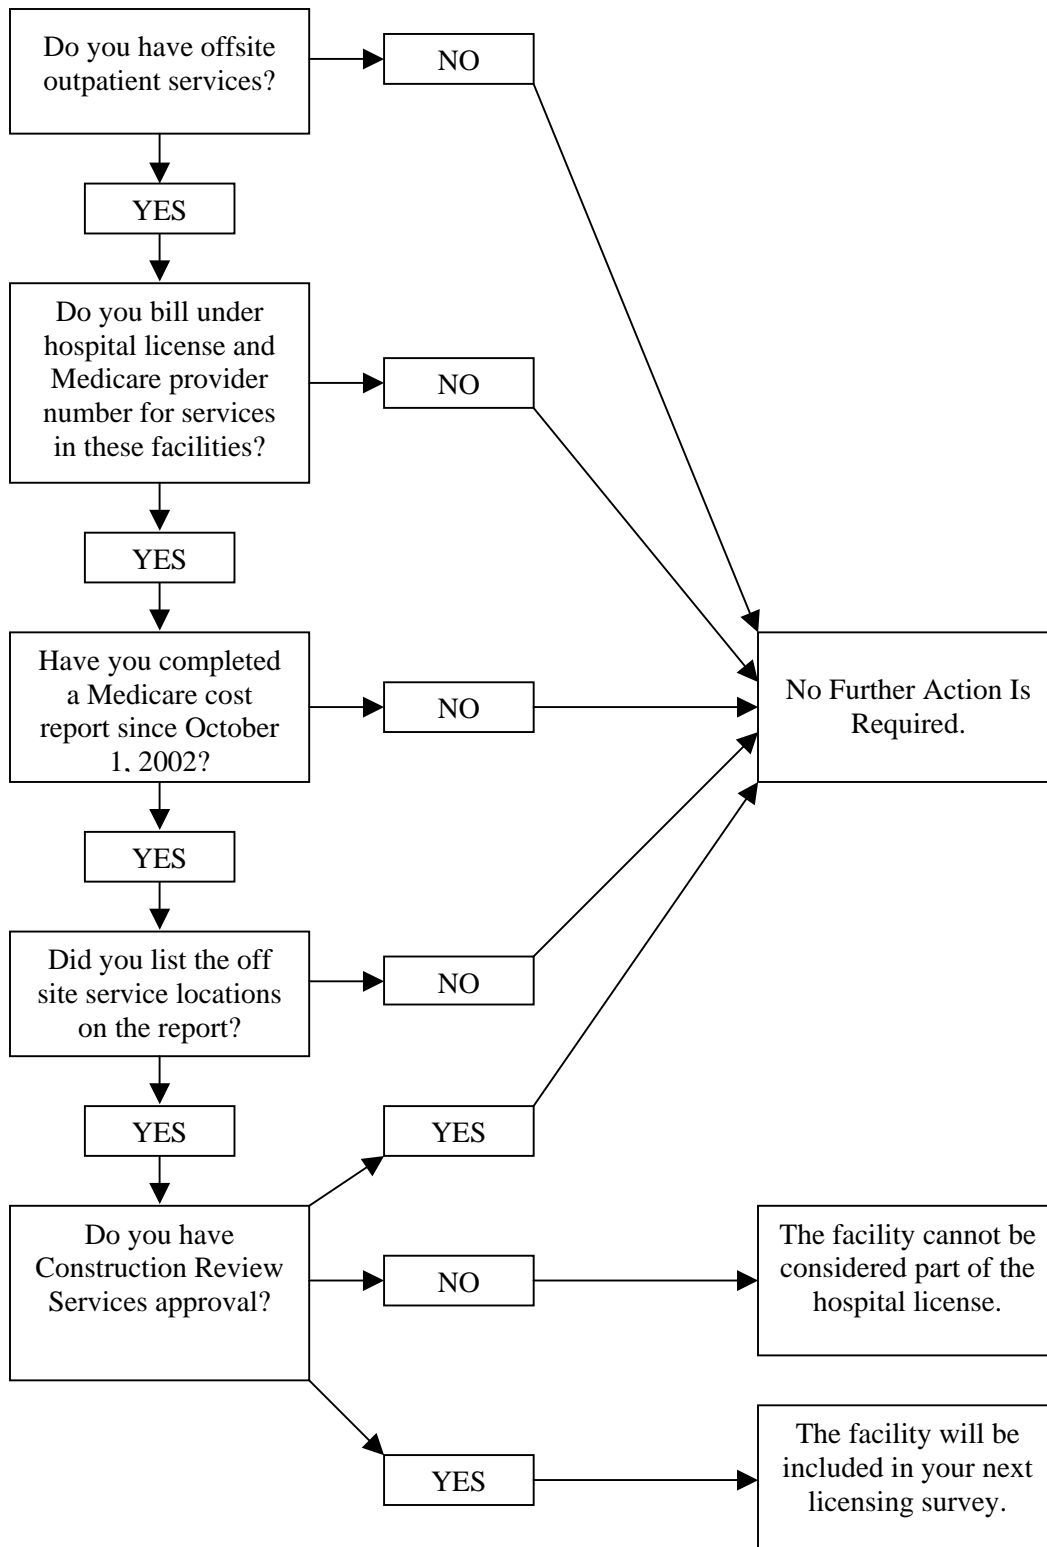 Do you have offsite
outpatient services?
NO
YES
Do you bill under
hospital license and
Medicare provider
number for services
in these facilities?
NO
YES
Have you completed
a Medicare cost
report since October
1, 2002?
NO
No Further Action Is
Required.
YES
Did you list the off
site service locations
on the report?
NO
YES
YES
Do you have
Construction Review
Services approval?
NO
The facility cannot be
considered part of the
hospital license.
YES
The facility will be
included in your next
licensing survey.